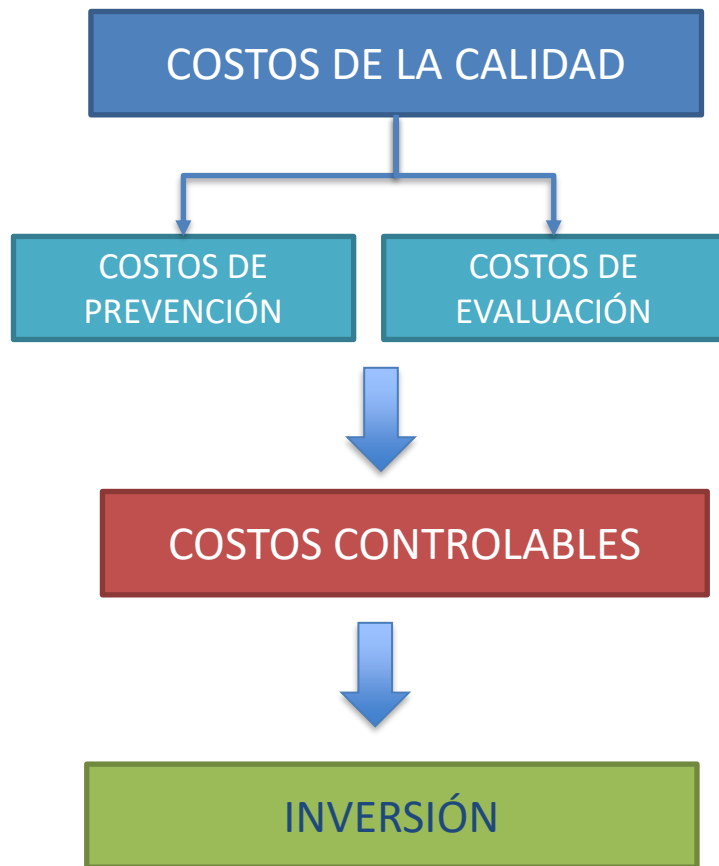 COSTOS DE LA CALIDAD
COSTOS DE
PREVENCIÓN
COSTOS DE
EVALUACIÓN
COSTOS CONTROLABLES
INVERSIÓN